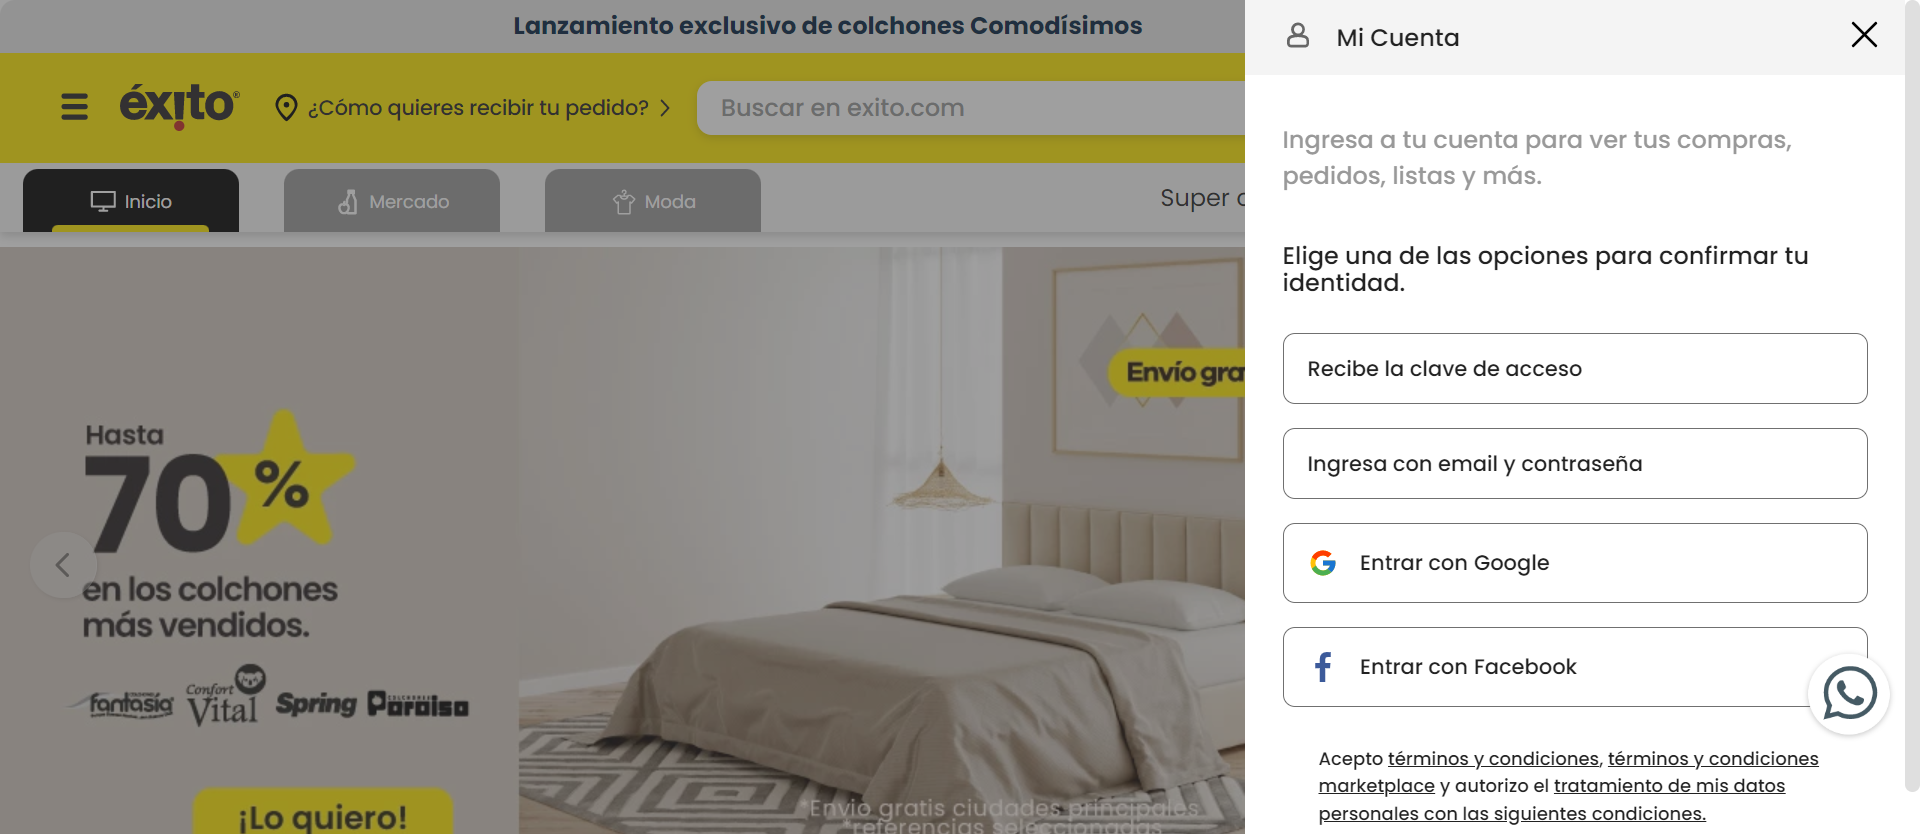 Lanzamiento exclusivo de colchones Comodísimos
éxito
¿Cómo quieres recibir tu pedido?
Buscar en exito.com
Inicio
Mercado
Moda
Super
Hasta
70%
en los colchones
más vendidos.
fantasía
Confort
Vital
Spring
Paraíso
¡Lo quiero!
Envío
*Envío gratis ciudades principales
*referencias seleccionadas
Mi Cuenta
Ingresa a tu cuenta para ver tus compras,
pedidos, listas y más.
Elige una de las opciones para confirmar tu
identidad.
Recibe la clave de acceso
Ingresa con email y contraseña
Entrar con Google
Entrar con Facebook
Acepto términos y condiciones, términos y condiciones
marketplace y autorizo el tratamiento de mis datos
personales con las siguientes condiciones.